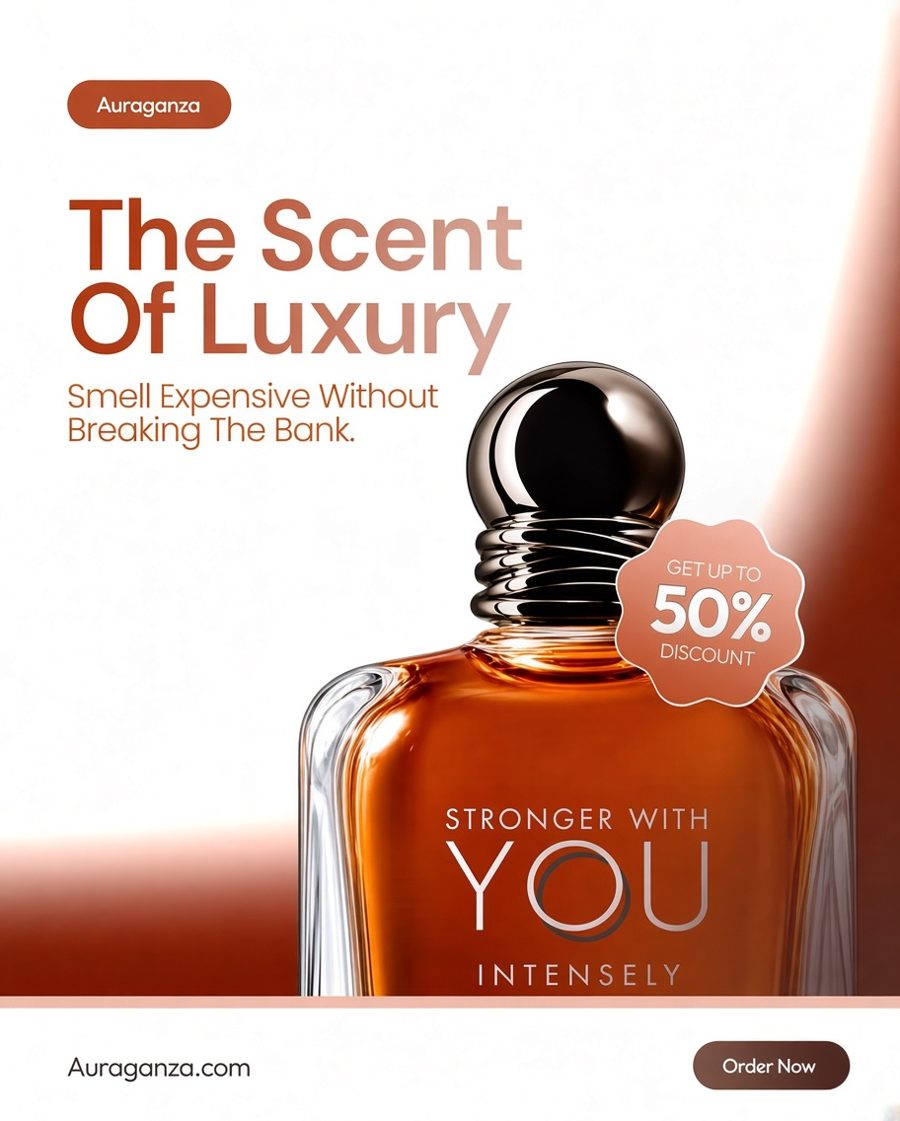 Auraganza
The Scent
Of Luxury
Smell Expensive Without
Breaking The Bank.
GET UP TO
50%
DISCOUNT
STRONGER WITH
YOU
INTENSELY
Auraganza.com
Order Now